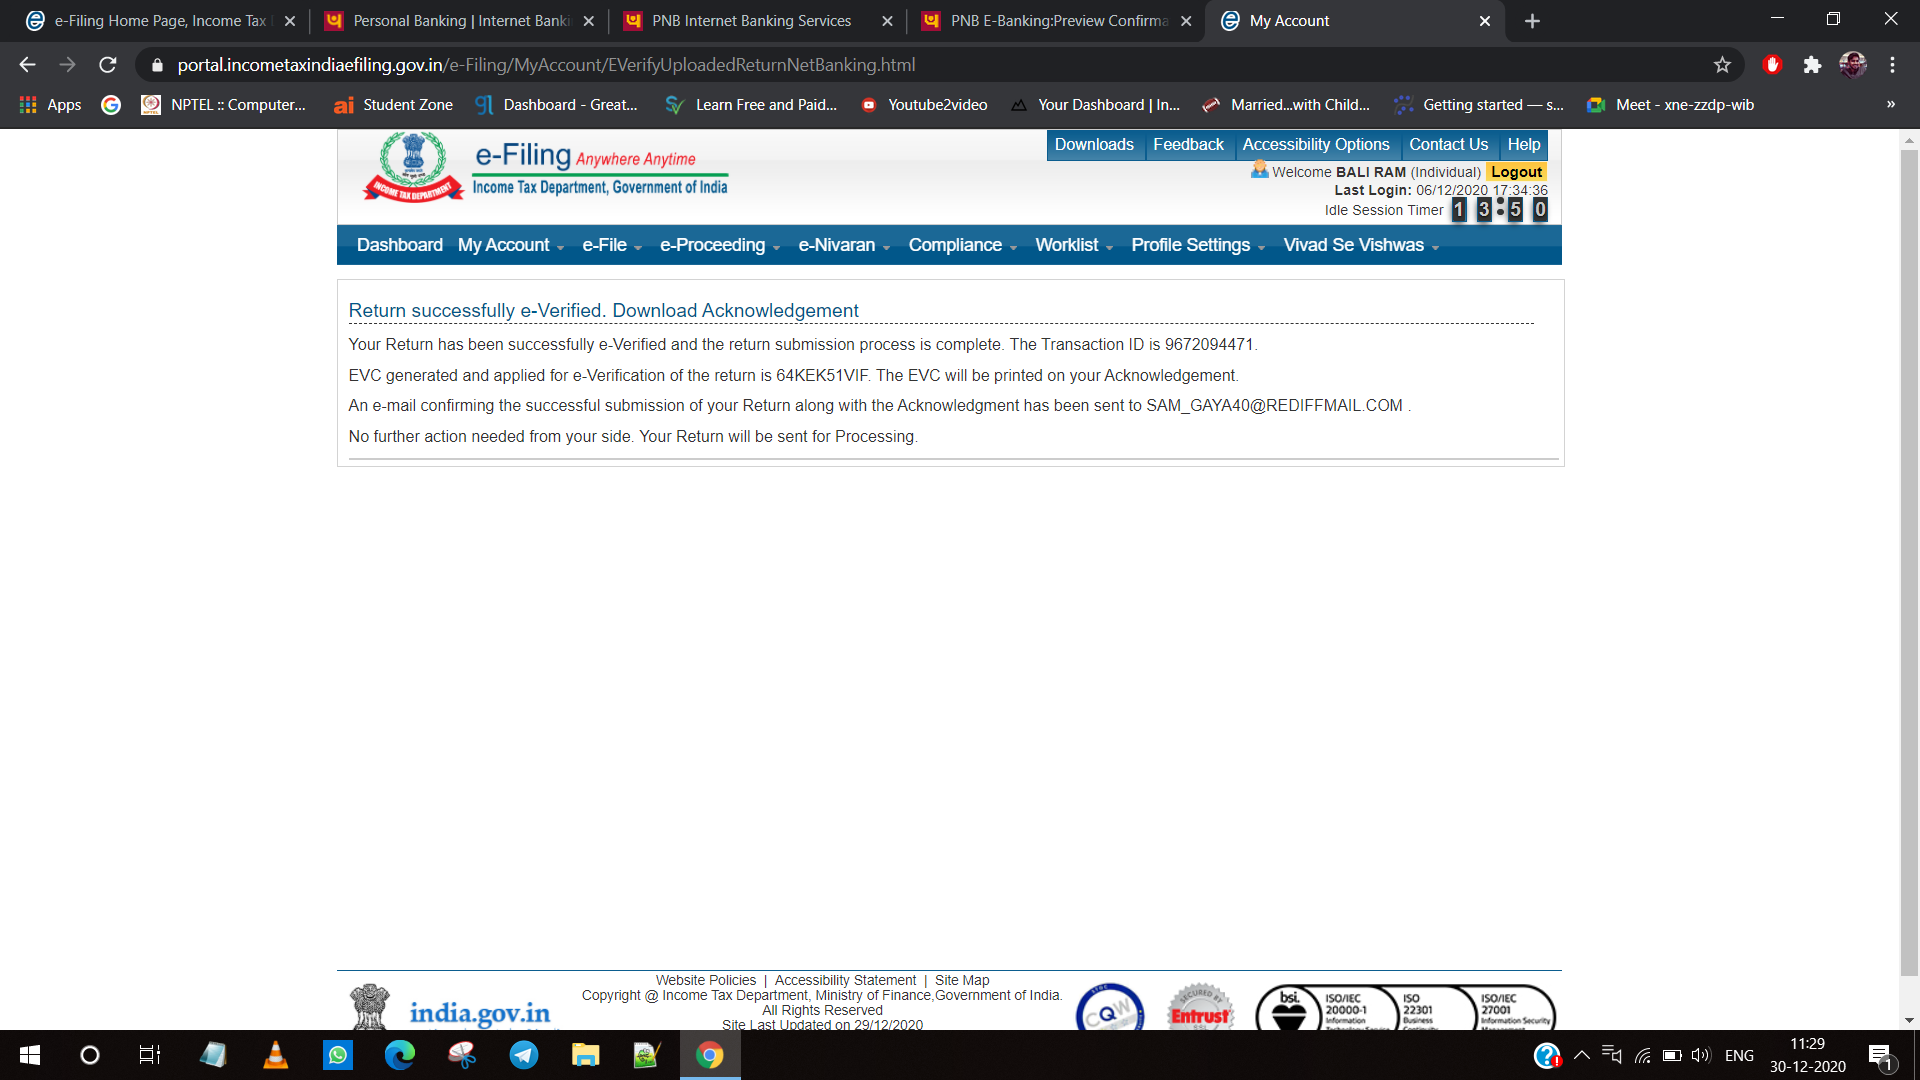 e-Filing Home Page, Income Tax
Personal Banking | Internet Banki
PNB Internet Banking Services
PNB E-Banking:Preview Confirma
My Account
portal.incometaxindiaefiling.gov.in/e-Filing/MyAccount/EVerifyUploadedReturnNetBanking.html
Apps
NPTEL :: Computer...
ai Student Zone
Dashboard - Great...
Learn Free and Paid...
Youtube2video
Your Dashboard | In...
Married...with Child...
Getting started — s...
Meet - xne-zzdp-wib
»
INCOME TAX DEPARTMENT
e-Filing Anywhere Anytime
Income Tax Department, Government of India
Downloads Feedback Accessibility Options Contact Us Help
Welcome BALI RAM (Individual) Logout
Last Login: 06/12/2020 17:34:36
Idle Session Timer 13:50
Dashboard My Account e-File e-Proceeding e-Nivaran Compliance Worklist Profile Settings Vivad Se Vishwas
Return successfully e-Verified. Download Acknowledgement
Your Return has been successfully e-Verified and the return submission process is complete. The Transaction ID is 9672094471.
EVC generated and applied for e-Verification of the return is 64KEK51VIF. The EVC will be printed on your Acknowledgement.
An e-mail confirming the successful submission of your Return along with the Acknowledgment has been sent to SAM_GAYA40@REDIFFMAIL.COM .
No further action needed from your side. Your Return will be sent for Processing.
Website Policies | Accessibility Statement | Site Map
Copyright @ Income Tax Department, Ministry of Finance,Government of India.
All Rights Reserved
Site Last Updated on 29/12/2020
india.gov.in
CQW
SECURED BY
Entrust
SSL
bsi.
ISO/IEC
20000-1
Information
ISO
22301
Business
ISO/IEC
27001
Information Security
ENG
11:29
30-12-2020
1